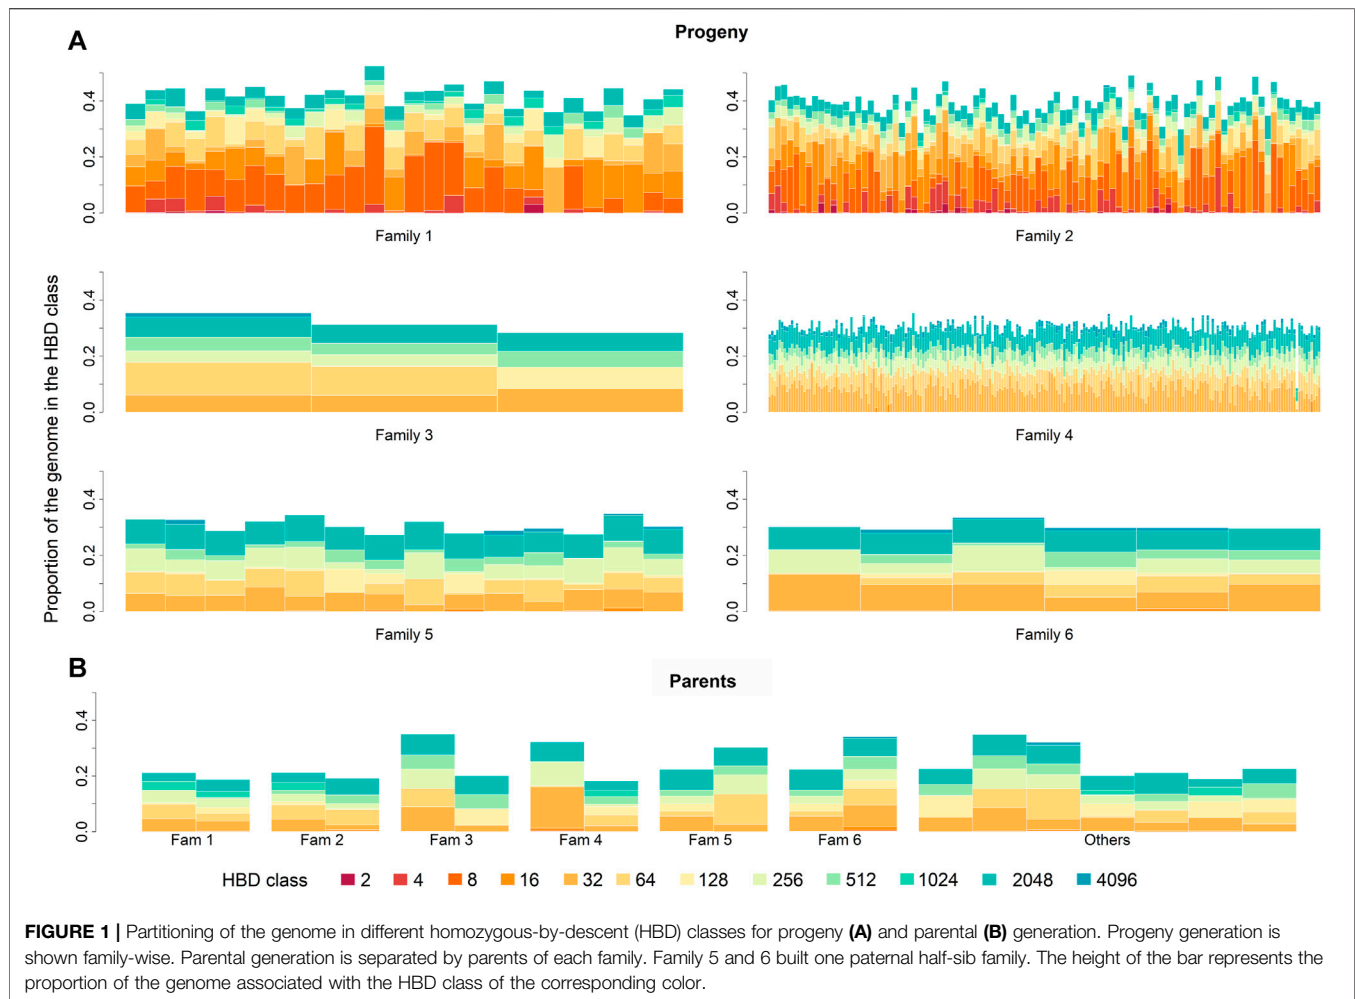 A
Progeny
Proportion of the genome in the HBD class
0.0 0.2 0.4
Family 1
0.0 0.2 0.4
Family 2
0.0 0.2 0.4
Family 3
0.0 0.2 0.4
Family 4
0.0 0.2 0.4
Family 5
0.0 0.2 0.4
Family 6
B
Parents
0.0 0.2 0.4
Fam 1 Fam 2 Fam 3 Fam 4 Fam 5 Fam 6 Others
HBD class 2 4 8 16 32 64 128 256 512 1024 2048 4096
FIGURE 1 | Partitioning of the genome in different homozygous-by-descent (HBD) classes for progeny (A) and parental (B) generation. Progeny generation is
shown family-wise. Parental generation is separated by parents of each family. Family 5 and 6 built one paternal half-sib family. The height of the bar represents the
proportion of the genome associated with the HBD class of the corresponding color.